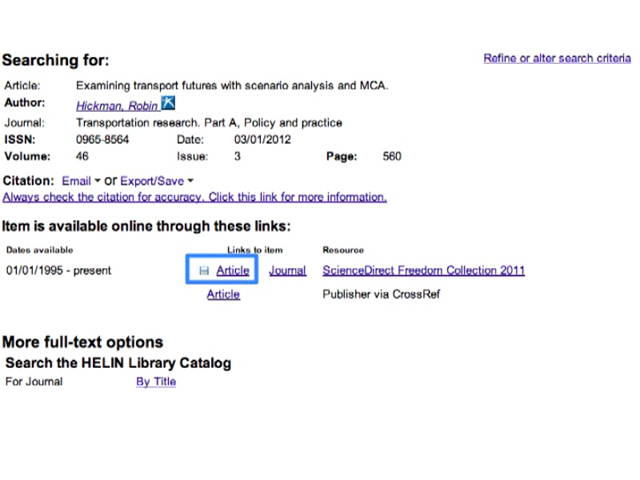 Searching for:
Refine or alter search criteria
Article: Examining transport futures with scenario analysis and MCA.
Author: Hickman, Robin
Journal: Transportation research. Part A, Policy and practice
ISSN: 0965-8564 Date: 03/01/2012
Volume: 46 Issue: 3 Page: 560
Citation: Email or Export/Save
Always check the citation for accuracy. Click this link for more information.
Item is available online through these links:
Dates available Links to item Resource
01/01/1995 - present Article Journal ScienceDirect Freedom Collection 2011
Article Publisher via CrossRef
More full-text options
Search the HELIN Library Catalog
For Journal By Title